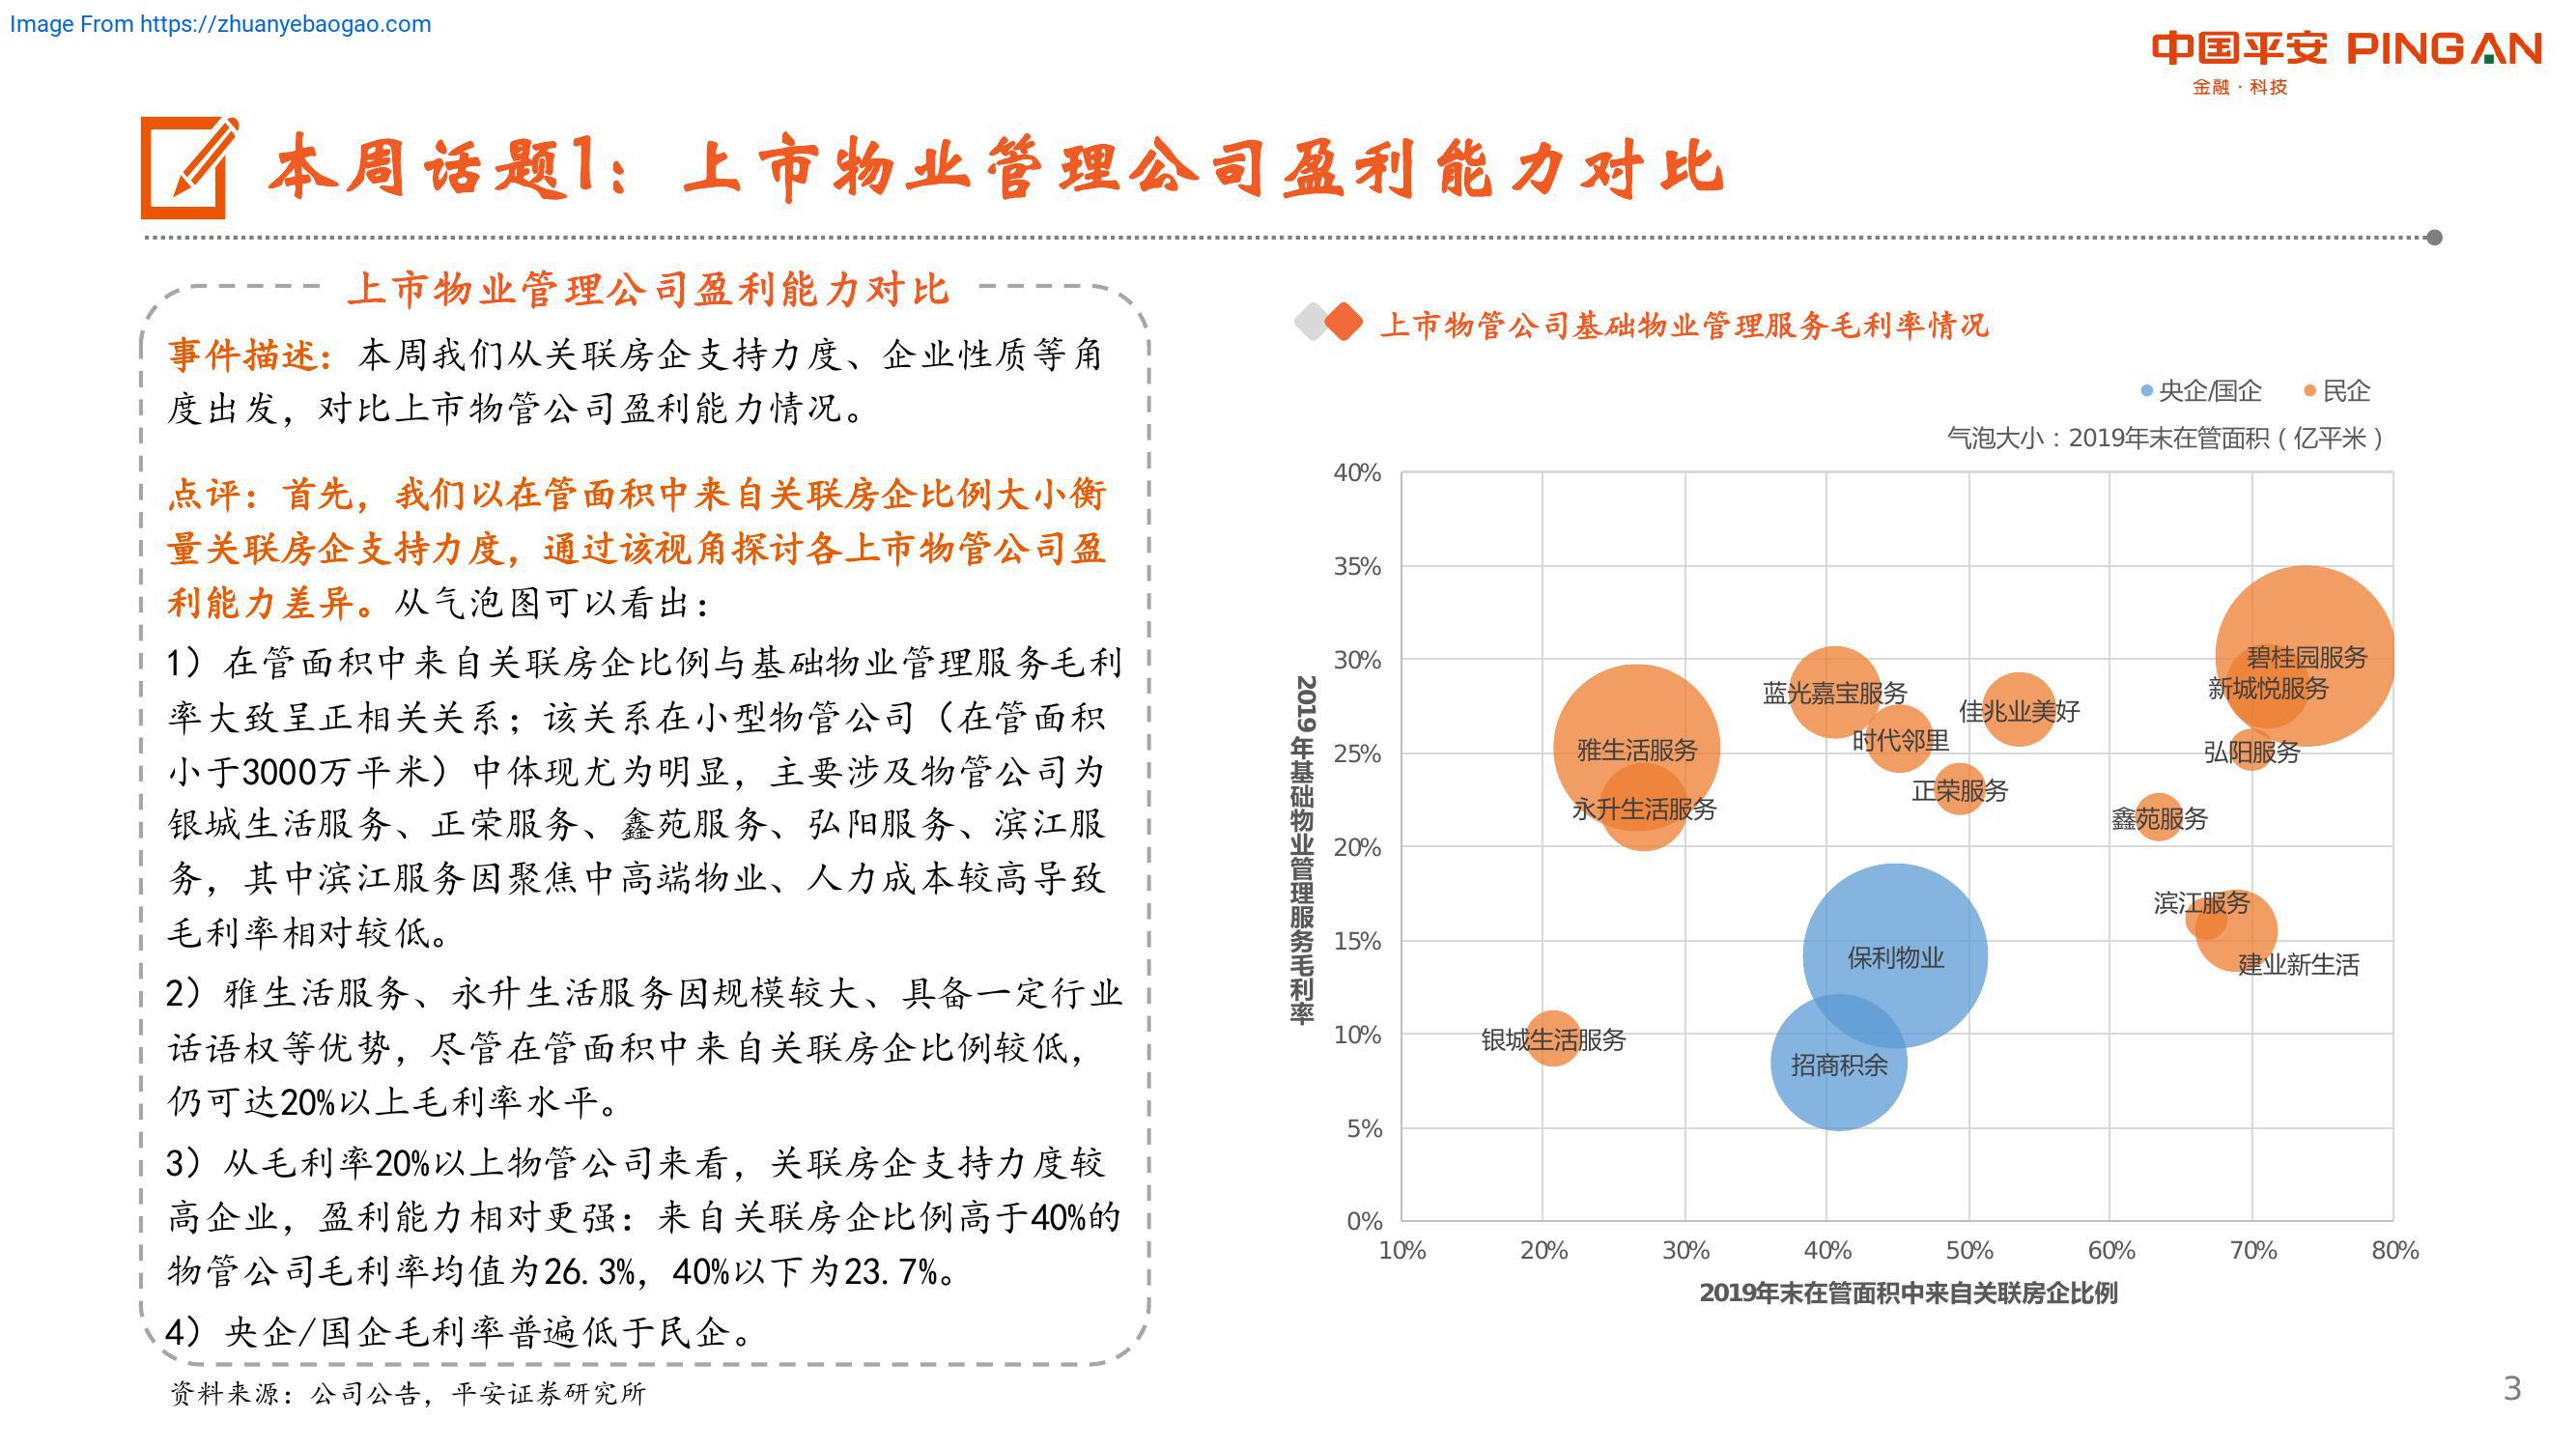 Image From https://zhuanyebaogao.com
中国平安 PINGAN
金融·科技
本周话题1：上市物业管理公司盈利能力对比
上市物业管理公司盈利能力对比
事件描述：本周我们从关联房企支持力度、企业性质等角
度出发，对比上市物管公司盈利能力情况。
点评：首先，我们以在管面积中来自关联房企比例大小衡
量关联房企支持力度，通过该视角探讨各上市物管公司盈
利能力差异。从气泡图可以看出：
1）在管面积中来自关联房企比例与基础物业管理服务毛利
率大致呈正相关关系；该关系在小型物管公司（在管面积
小于3000万平米）中体现尤为明显，主要涉及物管公司为
银城生活服务、正荣服务、鑫苑服务、弘阳服务、滨江服
务，其中滨江服务因聚焦中高端物业、人力成本较高导致
毛利率相对较低。
2）雅生活服务、永升生活服务因规模较大、具备一定行业
话语权等优势，尽管在管面积中来自关联房企比例较低，
仍可达20%以上毛利率水平。
3）从毛利率20%以上物管公司来看，关联房企支持力度较
高企业，盈利能力相对更强：来自关联房企比例高于40%的
物管公司毛利率均值为26.3%，40%以下为23.7%。
4）央企/国企毛利率普遍低于民企。
资料来源：公司公告，平安证券研究所
上市物管公司基础物业管理服务毛利率情况
央企/国企 民企
气泡大小：2019年末在管面积（亿平米）
2019年基础物业管理服务毛利率
40%
35%
30%
25%
20%
15%
10%
5%
0%
碧桂园服务
新城悦服务
蓝光嘉宝服务
佳兆业美好
时代邻里
雅生活服务
弘阳服务
正荣服务
永升生活服务
鑫苑服务
滨江服务
保利物业
建业新生活
银城生活服务
招商积余
10% 20% 30% 40% 50% 60% 70% 80%
2019年末在管面积中来自关联房企比例
3